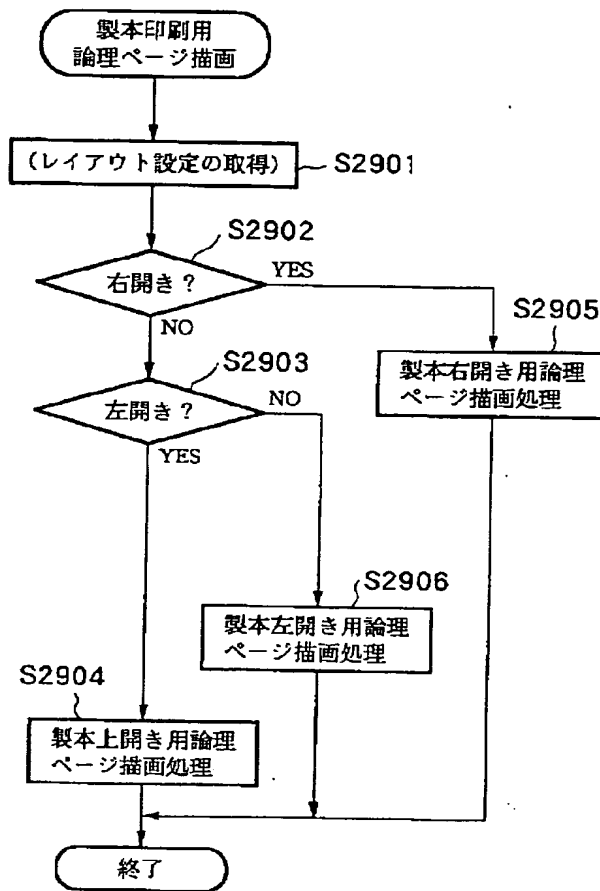 製本印刷用
論理ページ描画
(レイアウト設定の取得)
S2901
S2902
右開き?
YES
NO
S2905
製本右開き用論理
ページ描画処理
S2903
左開き?
NO
YES
S2906
製本左開き用論理
ページ描画処理
S2904
製本上開き用論理
ページ描画処理
終了